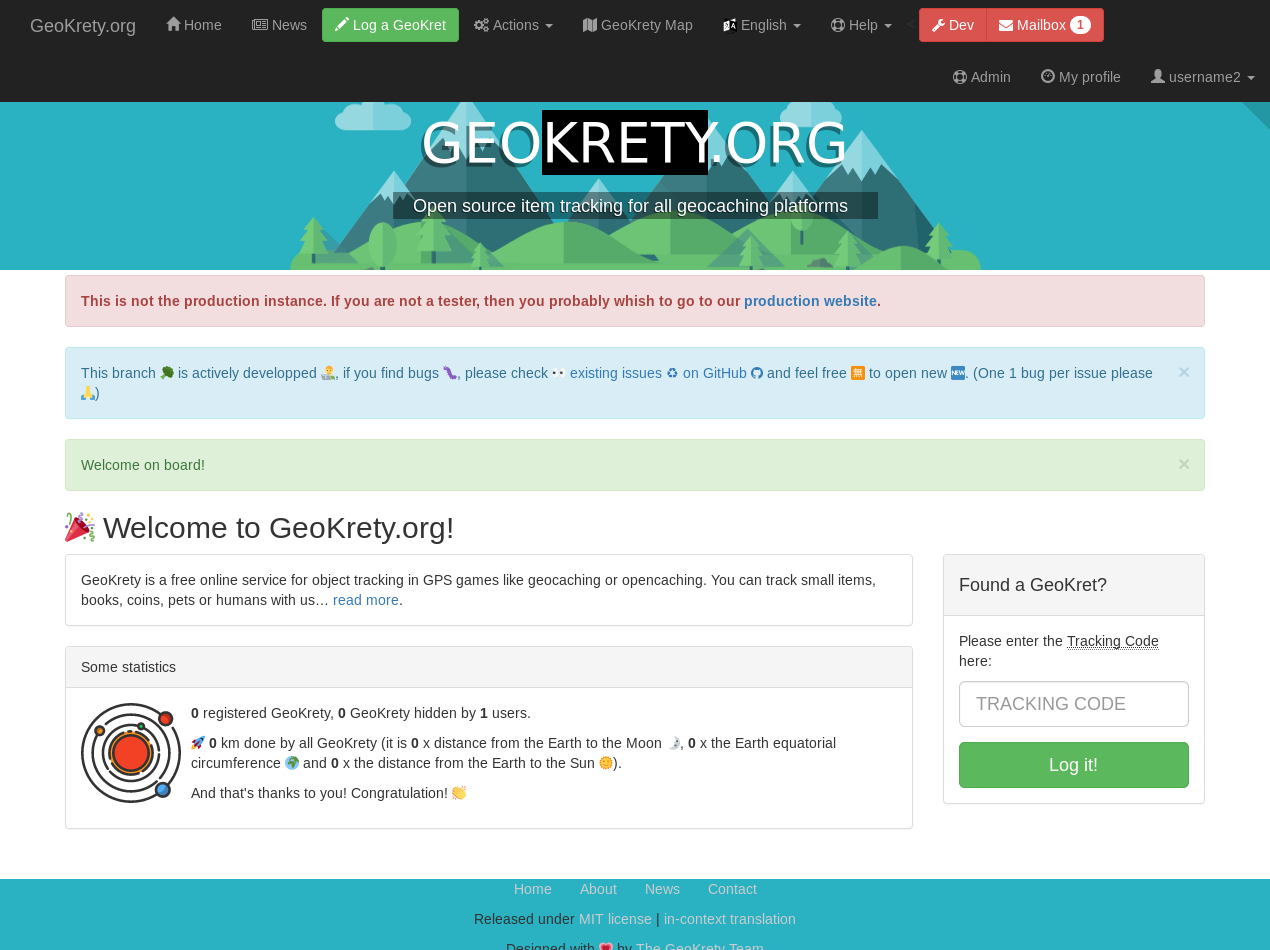 GeoKrety.org Home News Log a GeoKret Actions GeoKrety Map English Help Dev Mailbox 1
Admin My profile username2
GEOKRETY.ORG
Open source item tracking for all geocaching platforms
This is not the production instance. If you are not a tester, then you probably whish to go to our production website.
This branch 🌳 is actively developped 👨‍💻, if you find bugs 🐛, please check 👀 existing issues ♻ on GitHub and feel free 🈚 to open new 🆕. (One 1 bug per issue please 
🙏)
×
Welcome on board!
×
🎉 Welcome to GeoKrety.org!
GeoKrety is a free online service for object tracking in GPS games like geocaching or opencaching. You can track small items,
books, coins, pets or humans with us… read more.
Some statistics
0 registered GeoKrety, 0 GeoKrety hidden by 1 users.
🚀 0 km done by all GeoKrety (it is 0 x distance from the Earth to the Moon 🌛, 0 x the Earth equatorial
circumference 🌍 and 0 x the distance from the Earth to the Sun 🌞).
And that's thanks to you! Congratulation! 👏
Found a GeoKret?
Please enter the Tracking Code
here:
TRACKING CODE
Log it!
Home About News Contact
Released under MIT license | in-context translation
Designed with 💗 by The GeoKrety Team